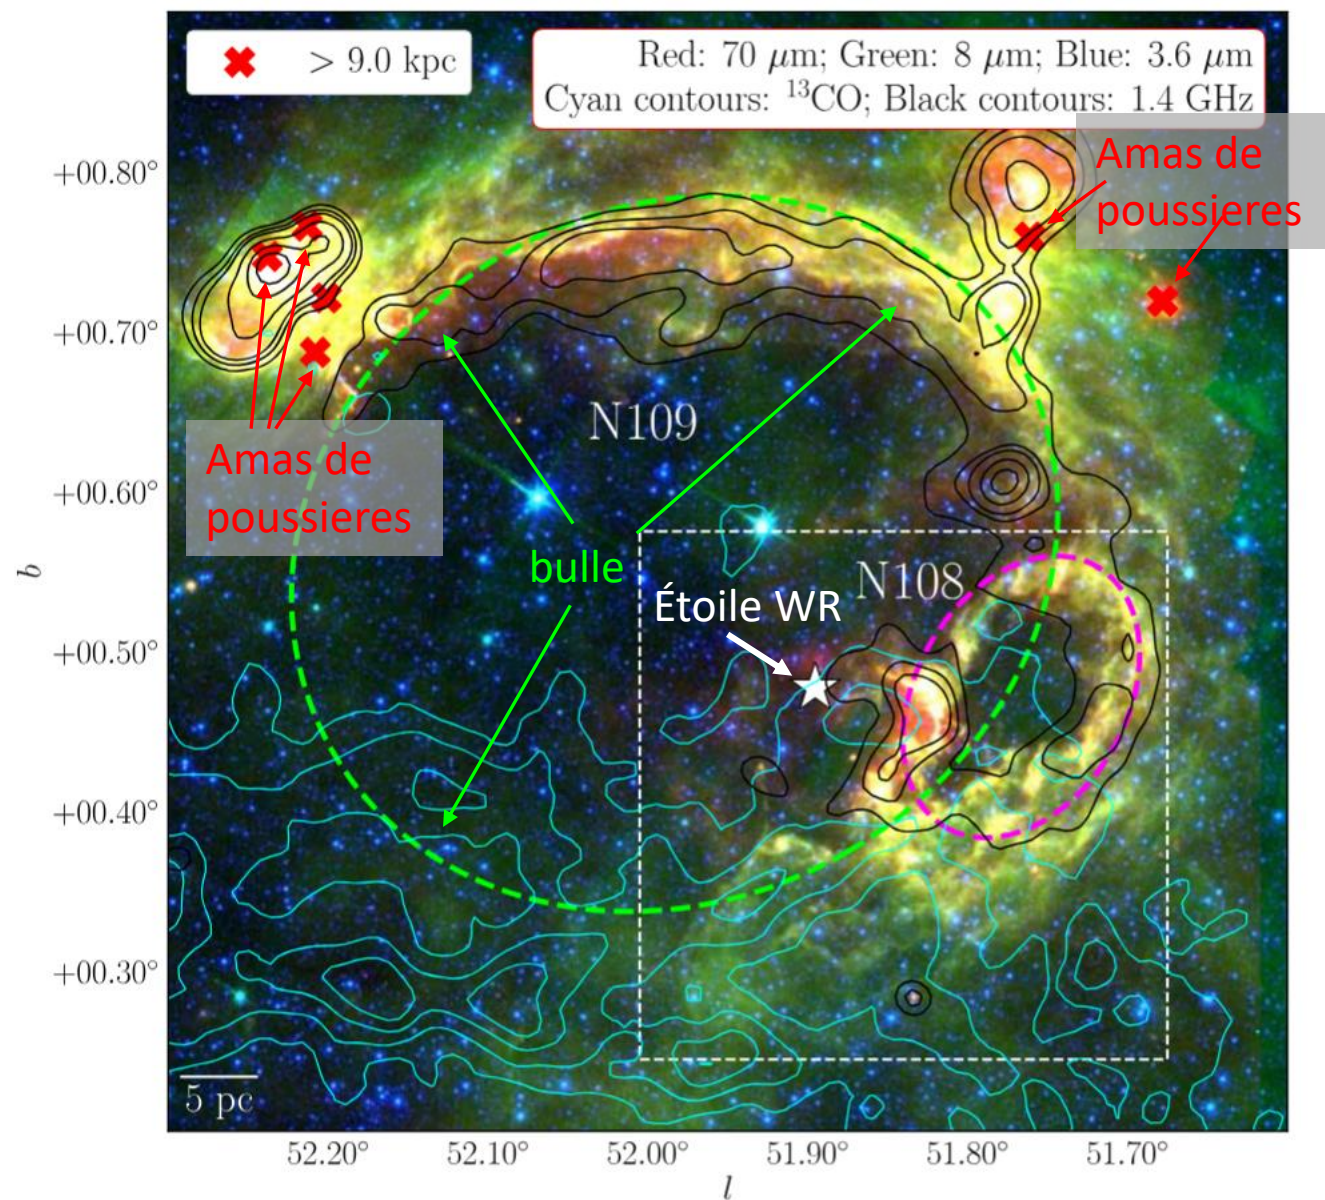 > 9.0 kpc
Red: 70 μm; Green: 8 μm; Blue: 3.6 μm
Cyan contours: ¹³CO; Black contours: 1.4 GHz
Amas de
poussieres
+00.80°
+00.70°
+00.60°
+00.50°
+00.40°
+00.30°
b
N109
Amas de
poussieres
bulle
N108
Étoile WR
5 pc
52.20°
52.10°
52.00°
51.90°
51.80°
51.70°
l